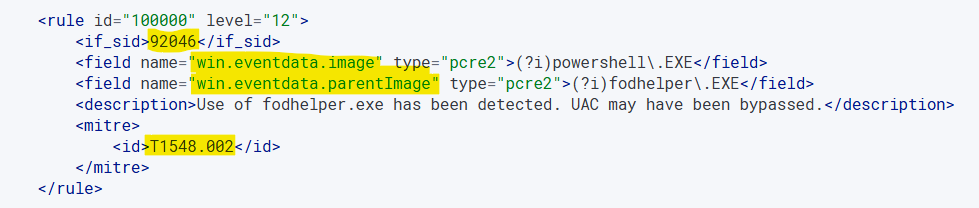 <rule id="100000" level="12">
<if_sid>92046</if_sid>
<field name="win.eventdata.image" type="pcre2">(?i)powershell\.EXE</field>
<field name="win.eventdata.parentImage" type="pcre2">(?i)fodhelper\.EXE</field>
<description>Use of fodhelper.exe has been detected. UAC may have been bypassed.</description>
<mitre>
<id>T1548.002</id>
</mitre>
</rule>